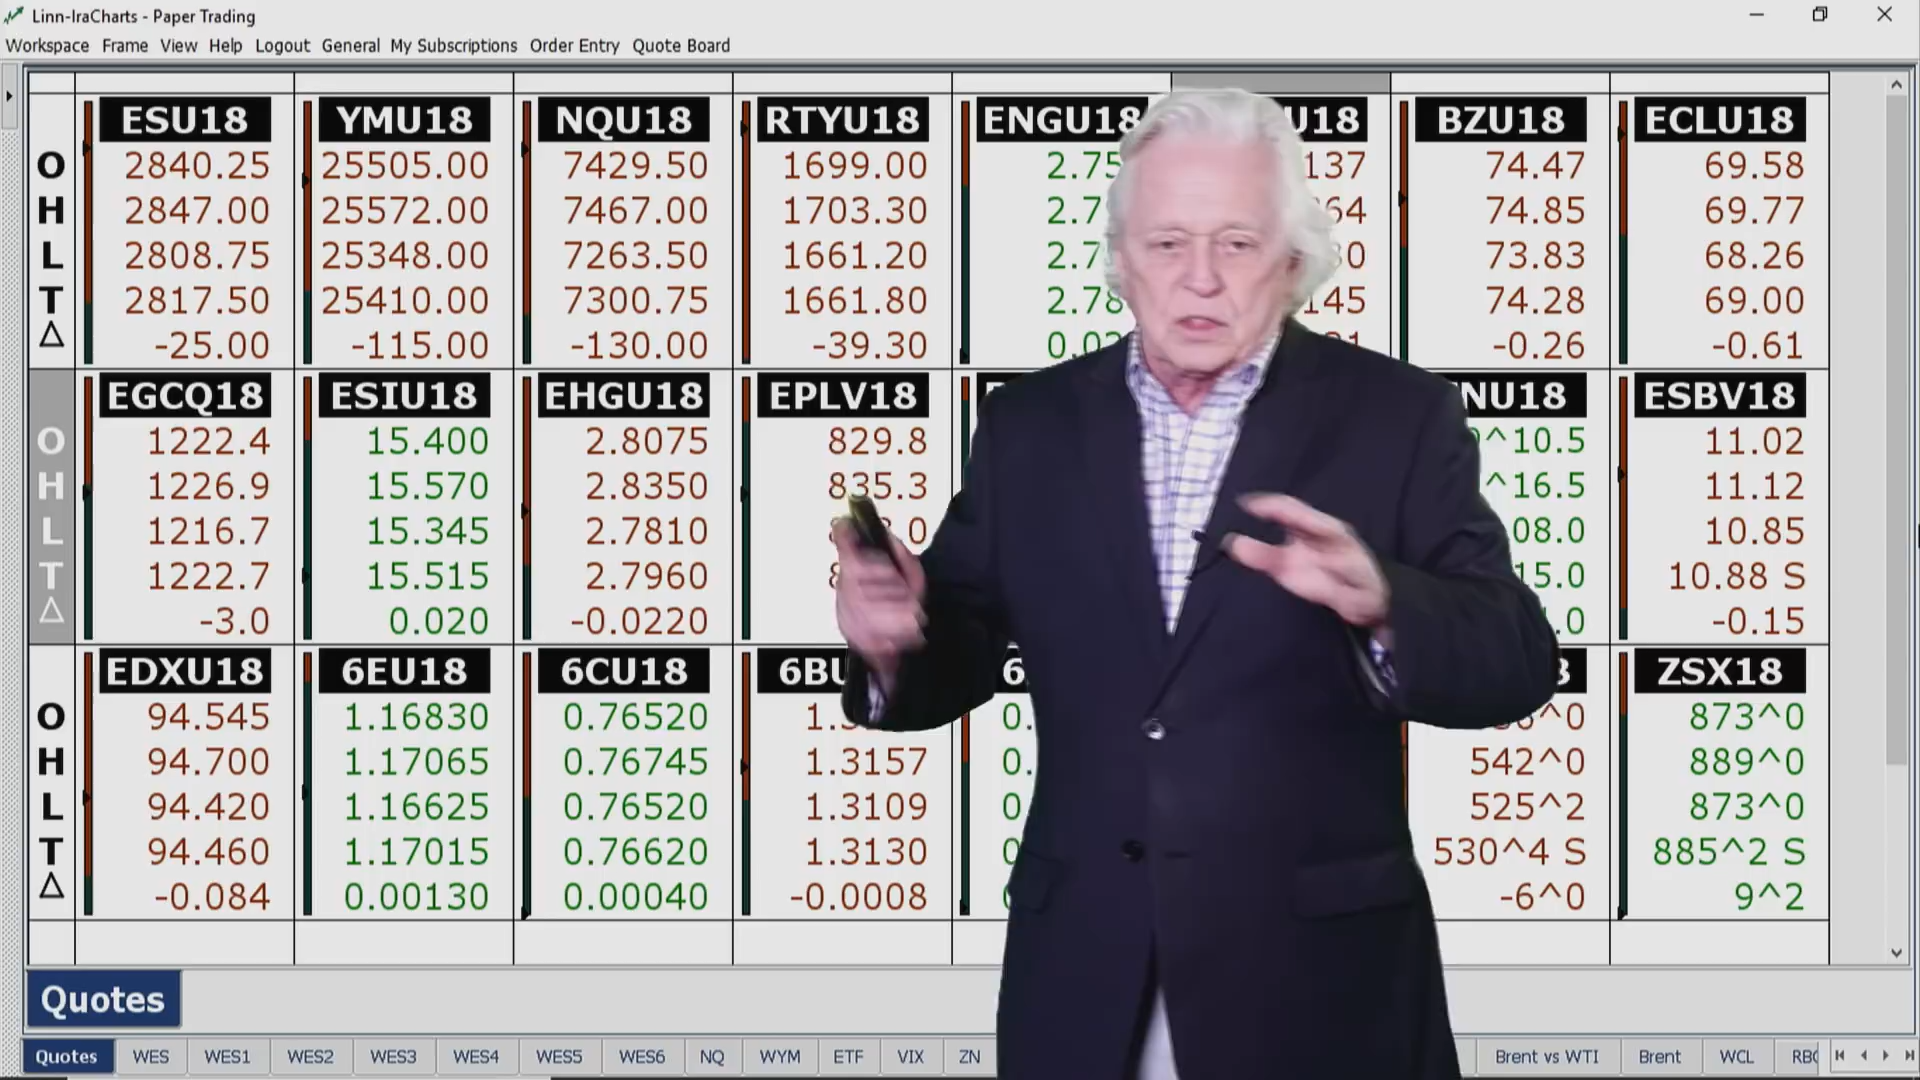 Linn-IraCharts - Paper Trading
Workspace Frame View Help Logout General My Subscriptions Order Entry Quote Board
ESU18 YMU18 NQU18 RTYU18 ENGU18 BZU18 ECLU18
O 2840.25 25505.00 7429.50 1699.00 74.47 69.58
H 2847.00 25572.00 7467.00 1703.30 74.85 69.77
L 2808.75 25348.00 7263.50 1661.20 73.83 68.26
T 2817.50 25410.00 7300.75 1661.80 74.28 69.00
Δ -25.00 -115.00 -130.00 -39.30 -0.26 -0.61
EGCQ18 ESIU18 EHGU18 EPLV18 ESBV18
O 1222.4 15.400 2.8075 829.8 11.02
H 1226.9 15.570 2.8350 835.3 11.12
L 1216.7 15.345 2.7810 10.85
T 1222.7 15.515 2.7960 10.88 S
Δ -3.0 0.020 -0.0220 -0.15
EDXU18 6EU18 6CU18 ZSX18
O 94.545 1.16830 0.76520 873^0
H 94.700 1.17065 0.76745 1.3157 542^0 889^0
L 94.420 1.16625 0.76520 1.3109 525^2 873^0
T 94.460 1.17015 0.76620 1.3130 530^4 S 885^2 S
Δ -0.084 0.00130 0.00040 -0.0008 -6^0 9^2
Quotes
Quotes WES WES1 WES2 WES3 WES4 WES5 WES6 NQ WYM ETF VIX ZN Brent vs WTI Brent WCL